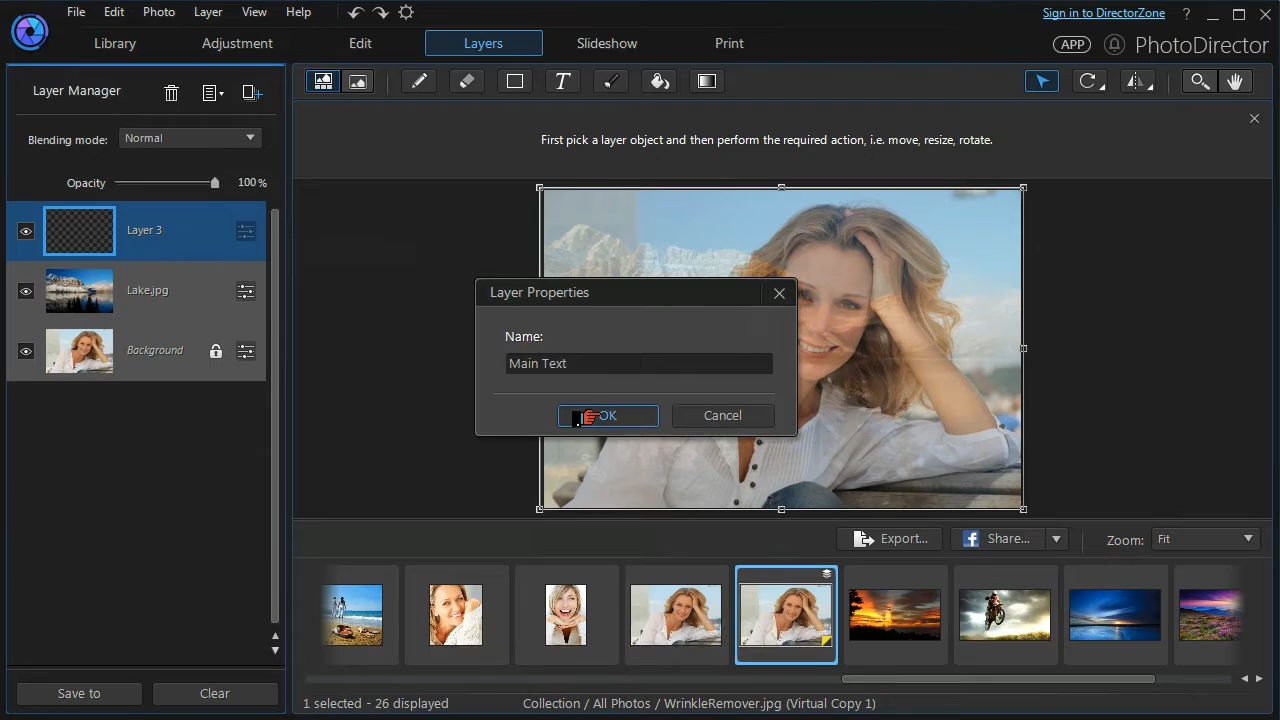 File Edit Photo Layer View Help
Sign in to DirectorZone ?
Library Adjustment Edit Layers Slideshow Print
APP PhotoDirector
Layer Manager
T
First pick a layer object and then perform the required action, i.e. move, resize, rotate.
Blending mode: Normal
Opacity 100 %
Layer 3
Lake.jpg
Background
Layer Properties
Name:
Main Text
OK Cancel
Export... Share... Zoom: Fit
Save to Clear
1 selected - 26 displayed Collection / All Photos / WrinkleRemover.jpg (Virtual Copy 1)